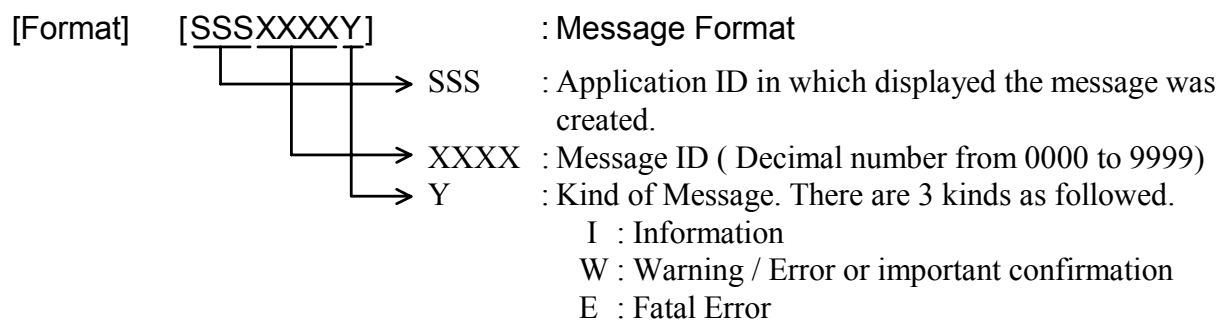 [Format] [SSSXXXXY] : Message Format
SSS : Application ID in which displayed the message was
created.
XXXX : Message ID ( Decimal number from 0000 to 9999)
Y : Kind of Message. There are 3 kinds as followed.
I : Information
W : Warning / Error or important confirmation
E : Fatal Error